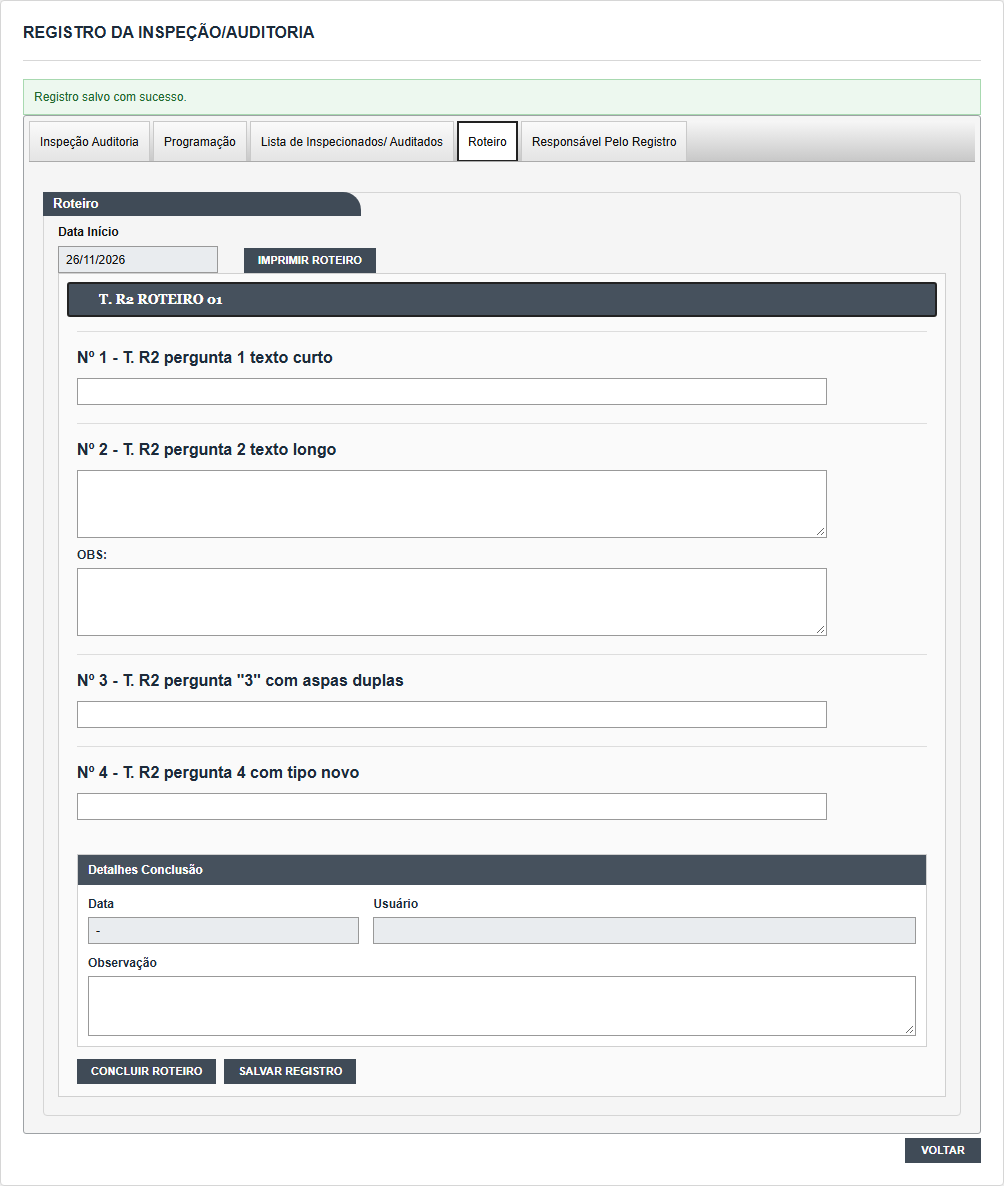 REGISTRO DA INSPEÇÃO/AUDITORIA
Registro salvo com sucesso.
Inspeção Auditoria Programação Lista de Inspecionados/ Auditados Roteiro Responsável Pelo Registro
Roteiro
Data Início
26/11/2026 IMPRIMIR ROTEIRO
T. R2 ROTEIRO 01
Nº 1 - T. R2 pergunta 1 texto curto
Nº 2 - T. R2 pergunta 2 texto longo
OBS:
Nº 3 - T. R2 pergunta "3" com aspas duplas
Nº 4 - T. R2 pergunta 4 com tipo novo
Detalhes Conclusão
Data Usuário
-
Observação
CONCLUIR ROTEIRO SALVAR REGISTRO
VOLTAR